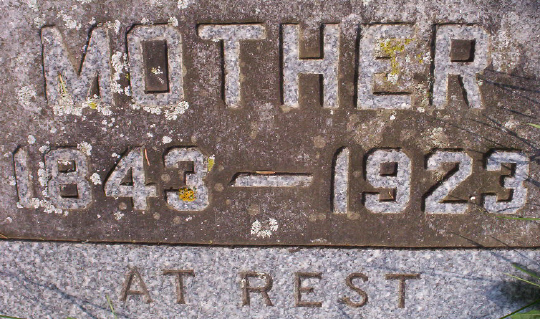 MOTHER
1843 — 1923
AT REST